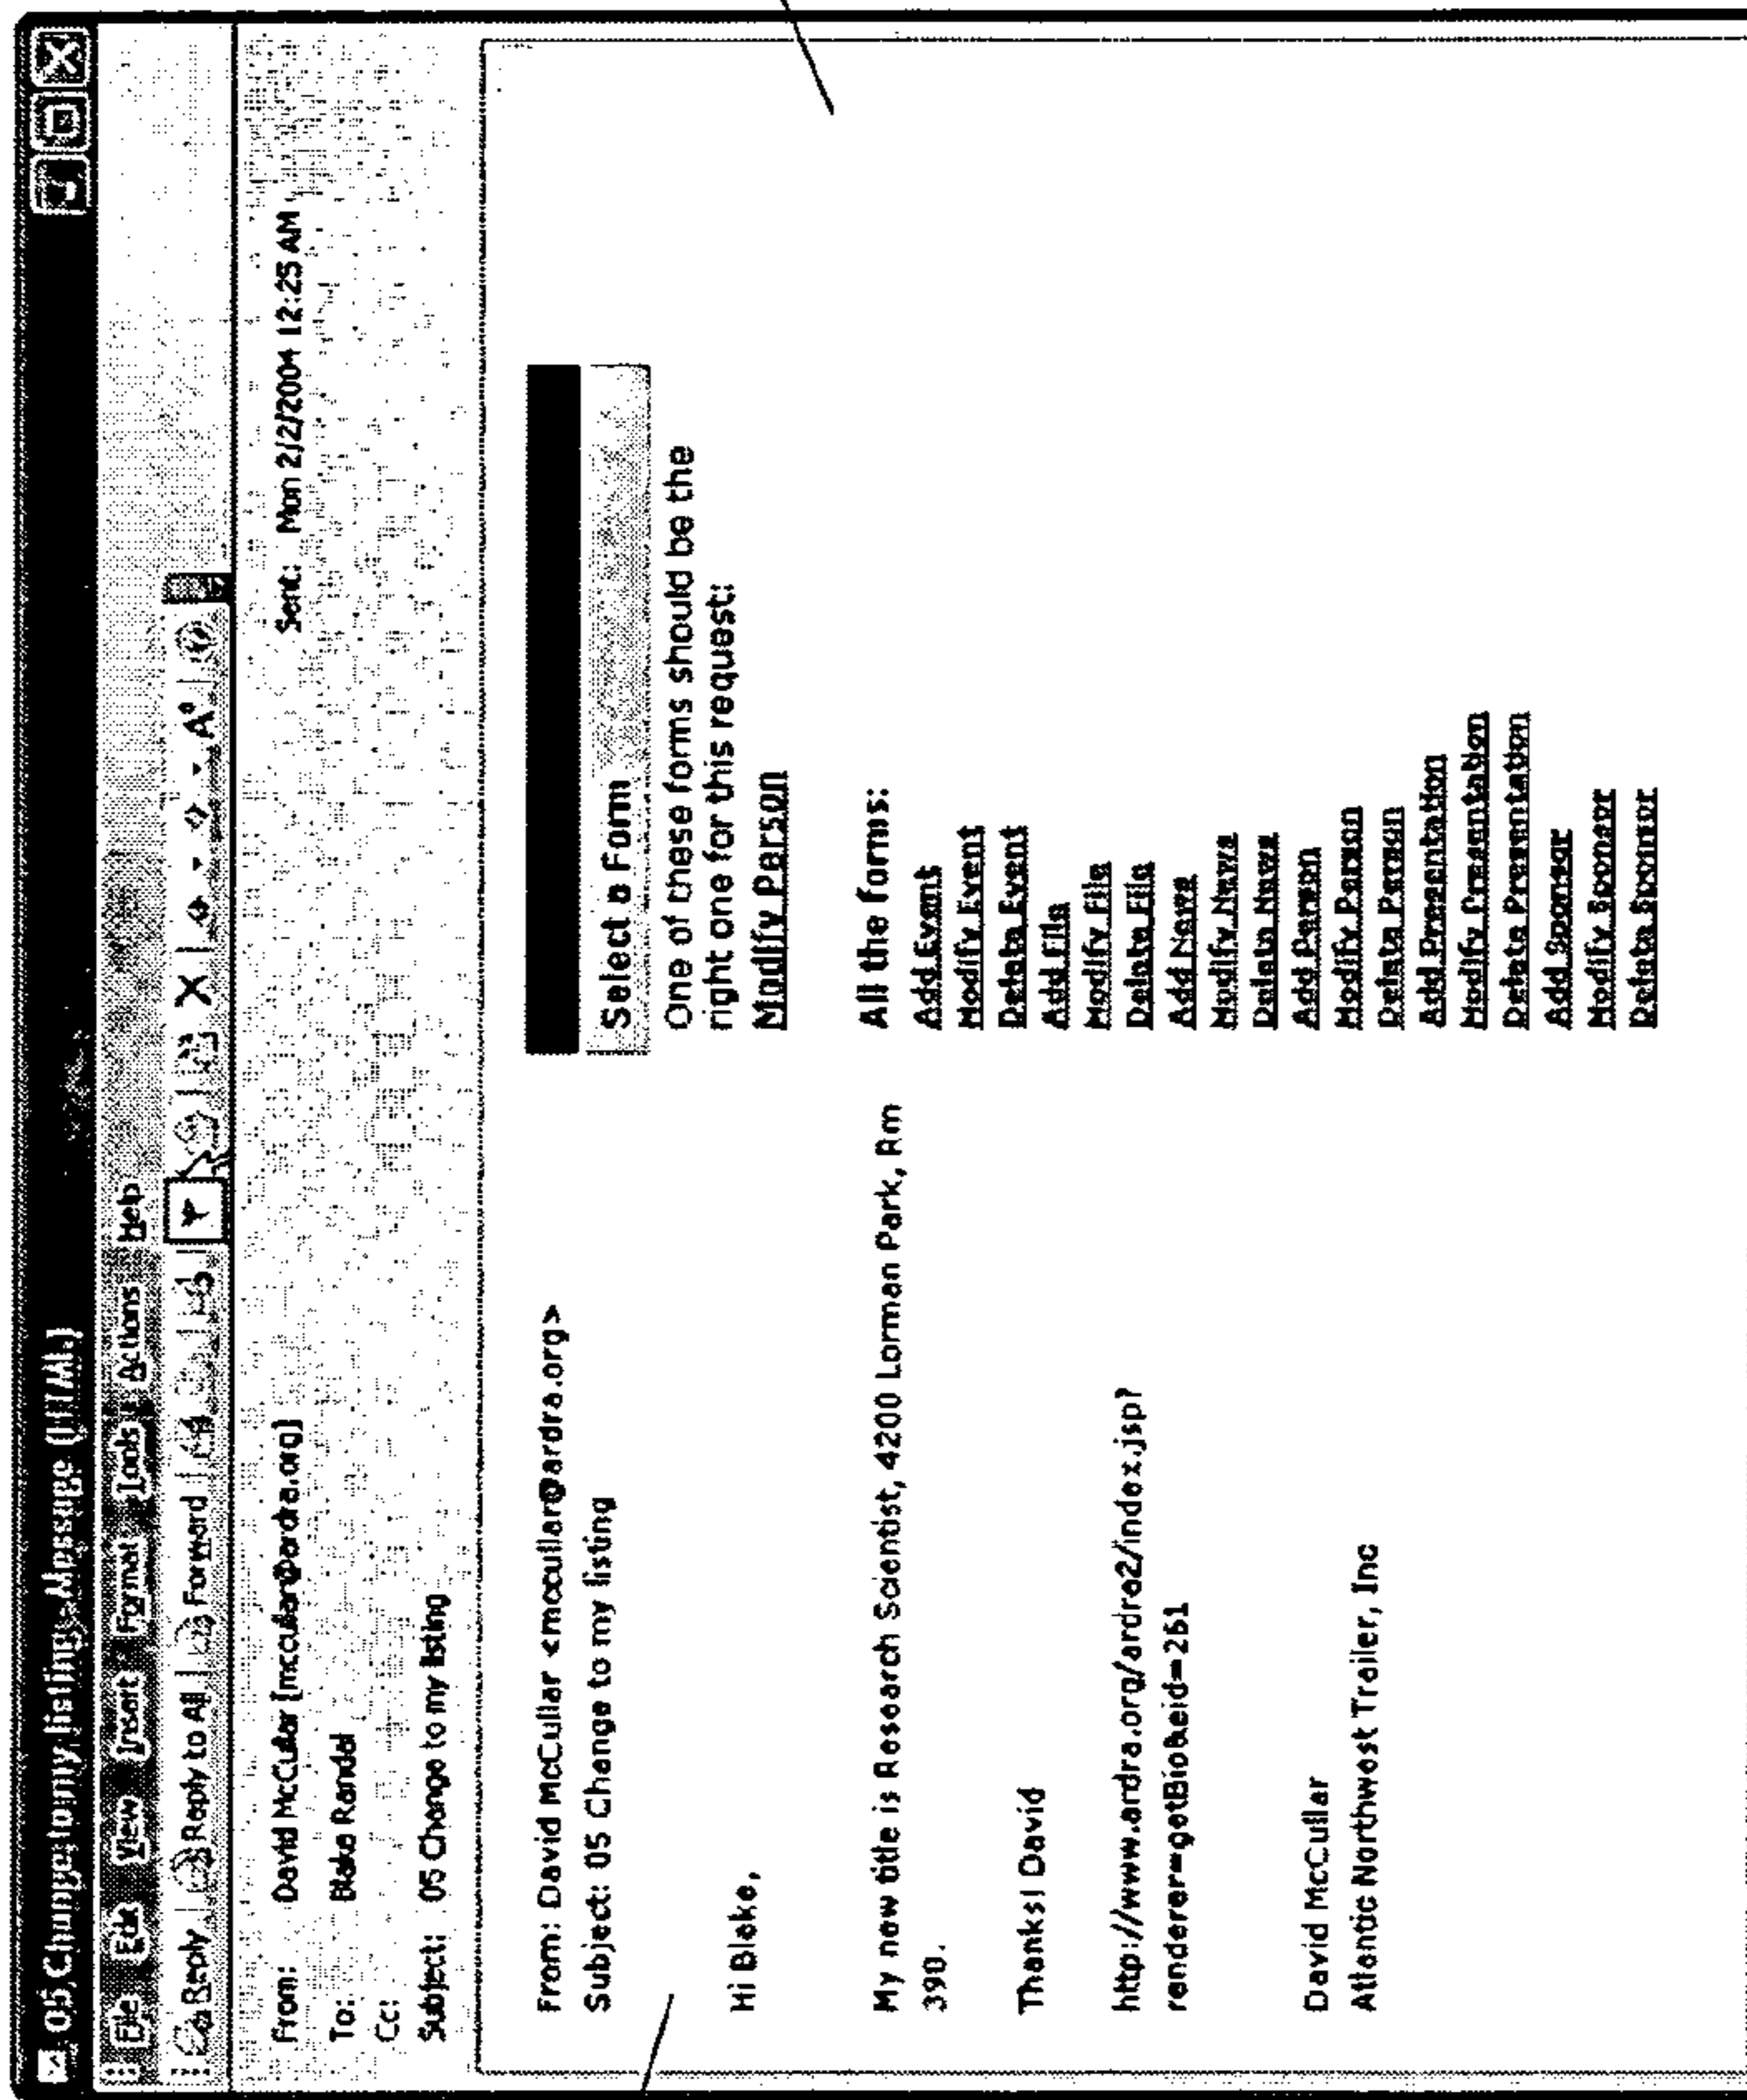 05 Change to my listing - Message (HTML)
File Edit View Insert Format Tools Actions Help
Reply Reply to All Forward
From: David McCullar [mccullar@ardra.org]
Sent: Mon 2/2/2004 12:25 AM
To: Blake Randal
Cc:
Subject: 05 Change to my listing
From: David McCullar <mccullar@ardra.org>
Subject: 05 Change to my listing
Hi Blake,
My new title is Research Scientist, 4200 Lorman Park, Rm
390.
Thanks! David
http://www.ardra.org/ardra2/index.jsp?
renderer=getBio&eid=261
David McCullar
Atlantic Northwest Trailer, Inc
Select a Form
One of these forms should be the
right one for this request:
Modify Person
All the forms:
Add Event
Modify Event
Delete Event
Add File
Modify File
Delete File
Add News
Modify News
Delete News
Add Person
Modify Person
Delete Person
Add Presentation
Modify Presentation
Delete Presentation
Add Sponsor
Modify Sponsor
Delete Sponsor